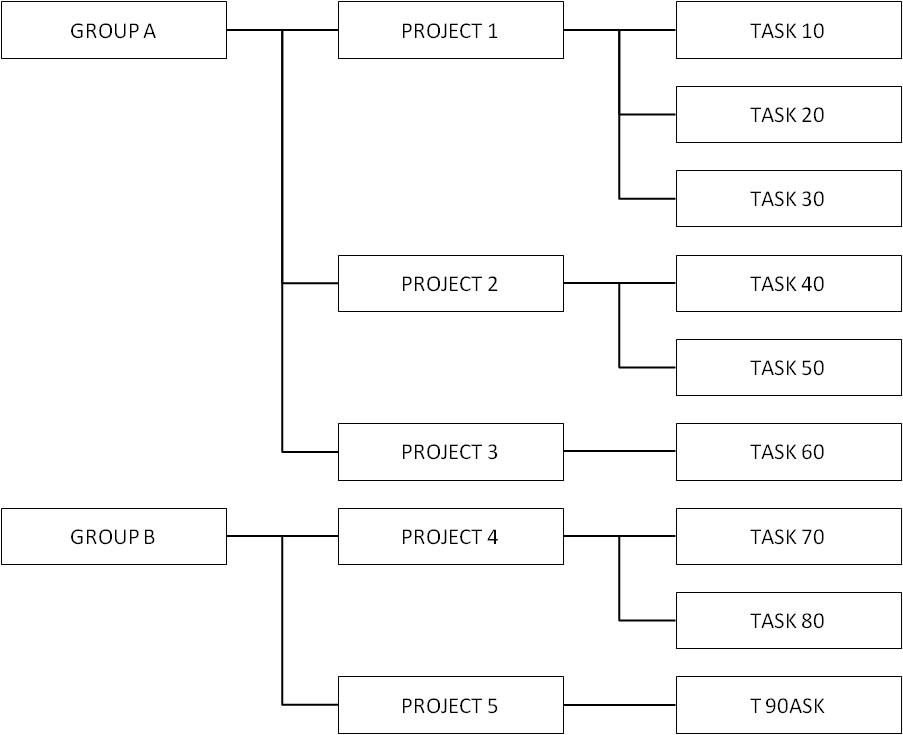 GROUP A
PROJECT 1
TASK 10
TASK 20
TASK 30
PROJECT 2
TASK 40
TASK 50
PROJECT 3
TASK 60
GROUP B
PROJECT 4
TASK 70
TASK 80
PROJECT 5
T 90ASK